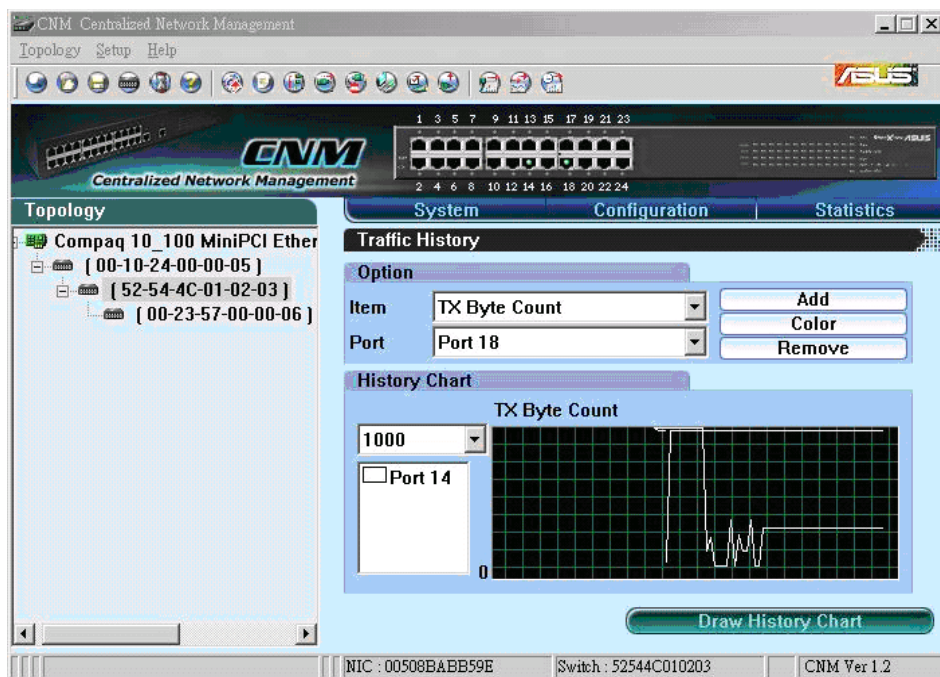 CNM Centralized Network Management
Topology Setup Help
ASUS
1 3 5 7 9 11 13 15 17 19 21 23
CNM
Centralized Network Management
2 4 6 8 10 12 14 16 18 20 22 24
Topology
System
Configuration
Statistics
Compaq 10_100 MiniPCI Ether
( 00-10-24-00-00-05 )
( 52-54-4C-01-02-03 )
( 00-23-57-00-00-06 )
Traffic History
Option
Item
TX Byte Count
Port
Port 18
Add
Color
Remove
History Chart
TX Byte Count
1000
Port 14
0
Draw History Chart
NIC : 00508BABB59E
Switch : 52544C010203
CNM Ver 1.2